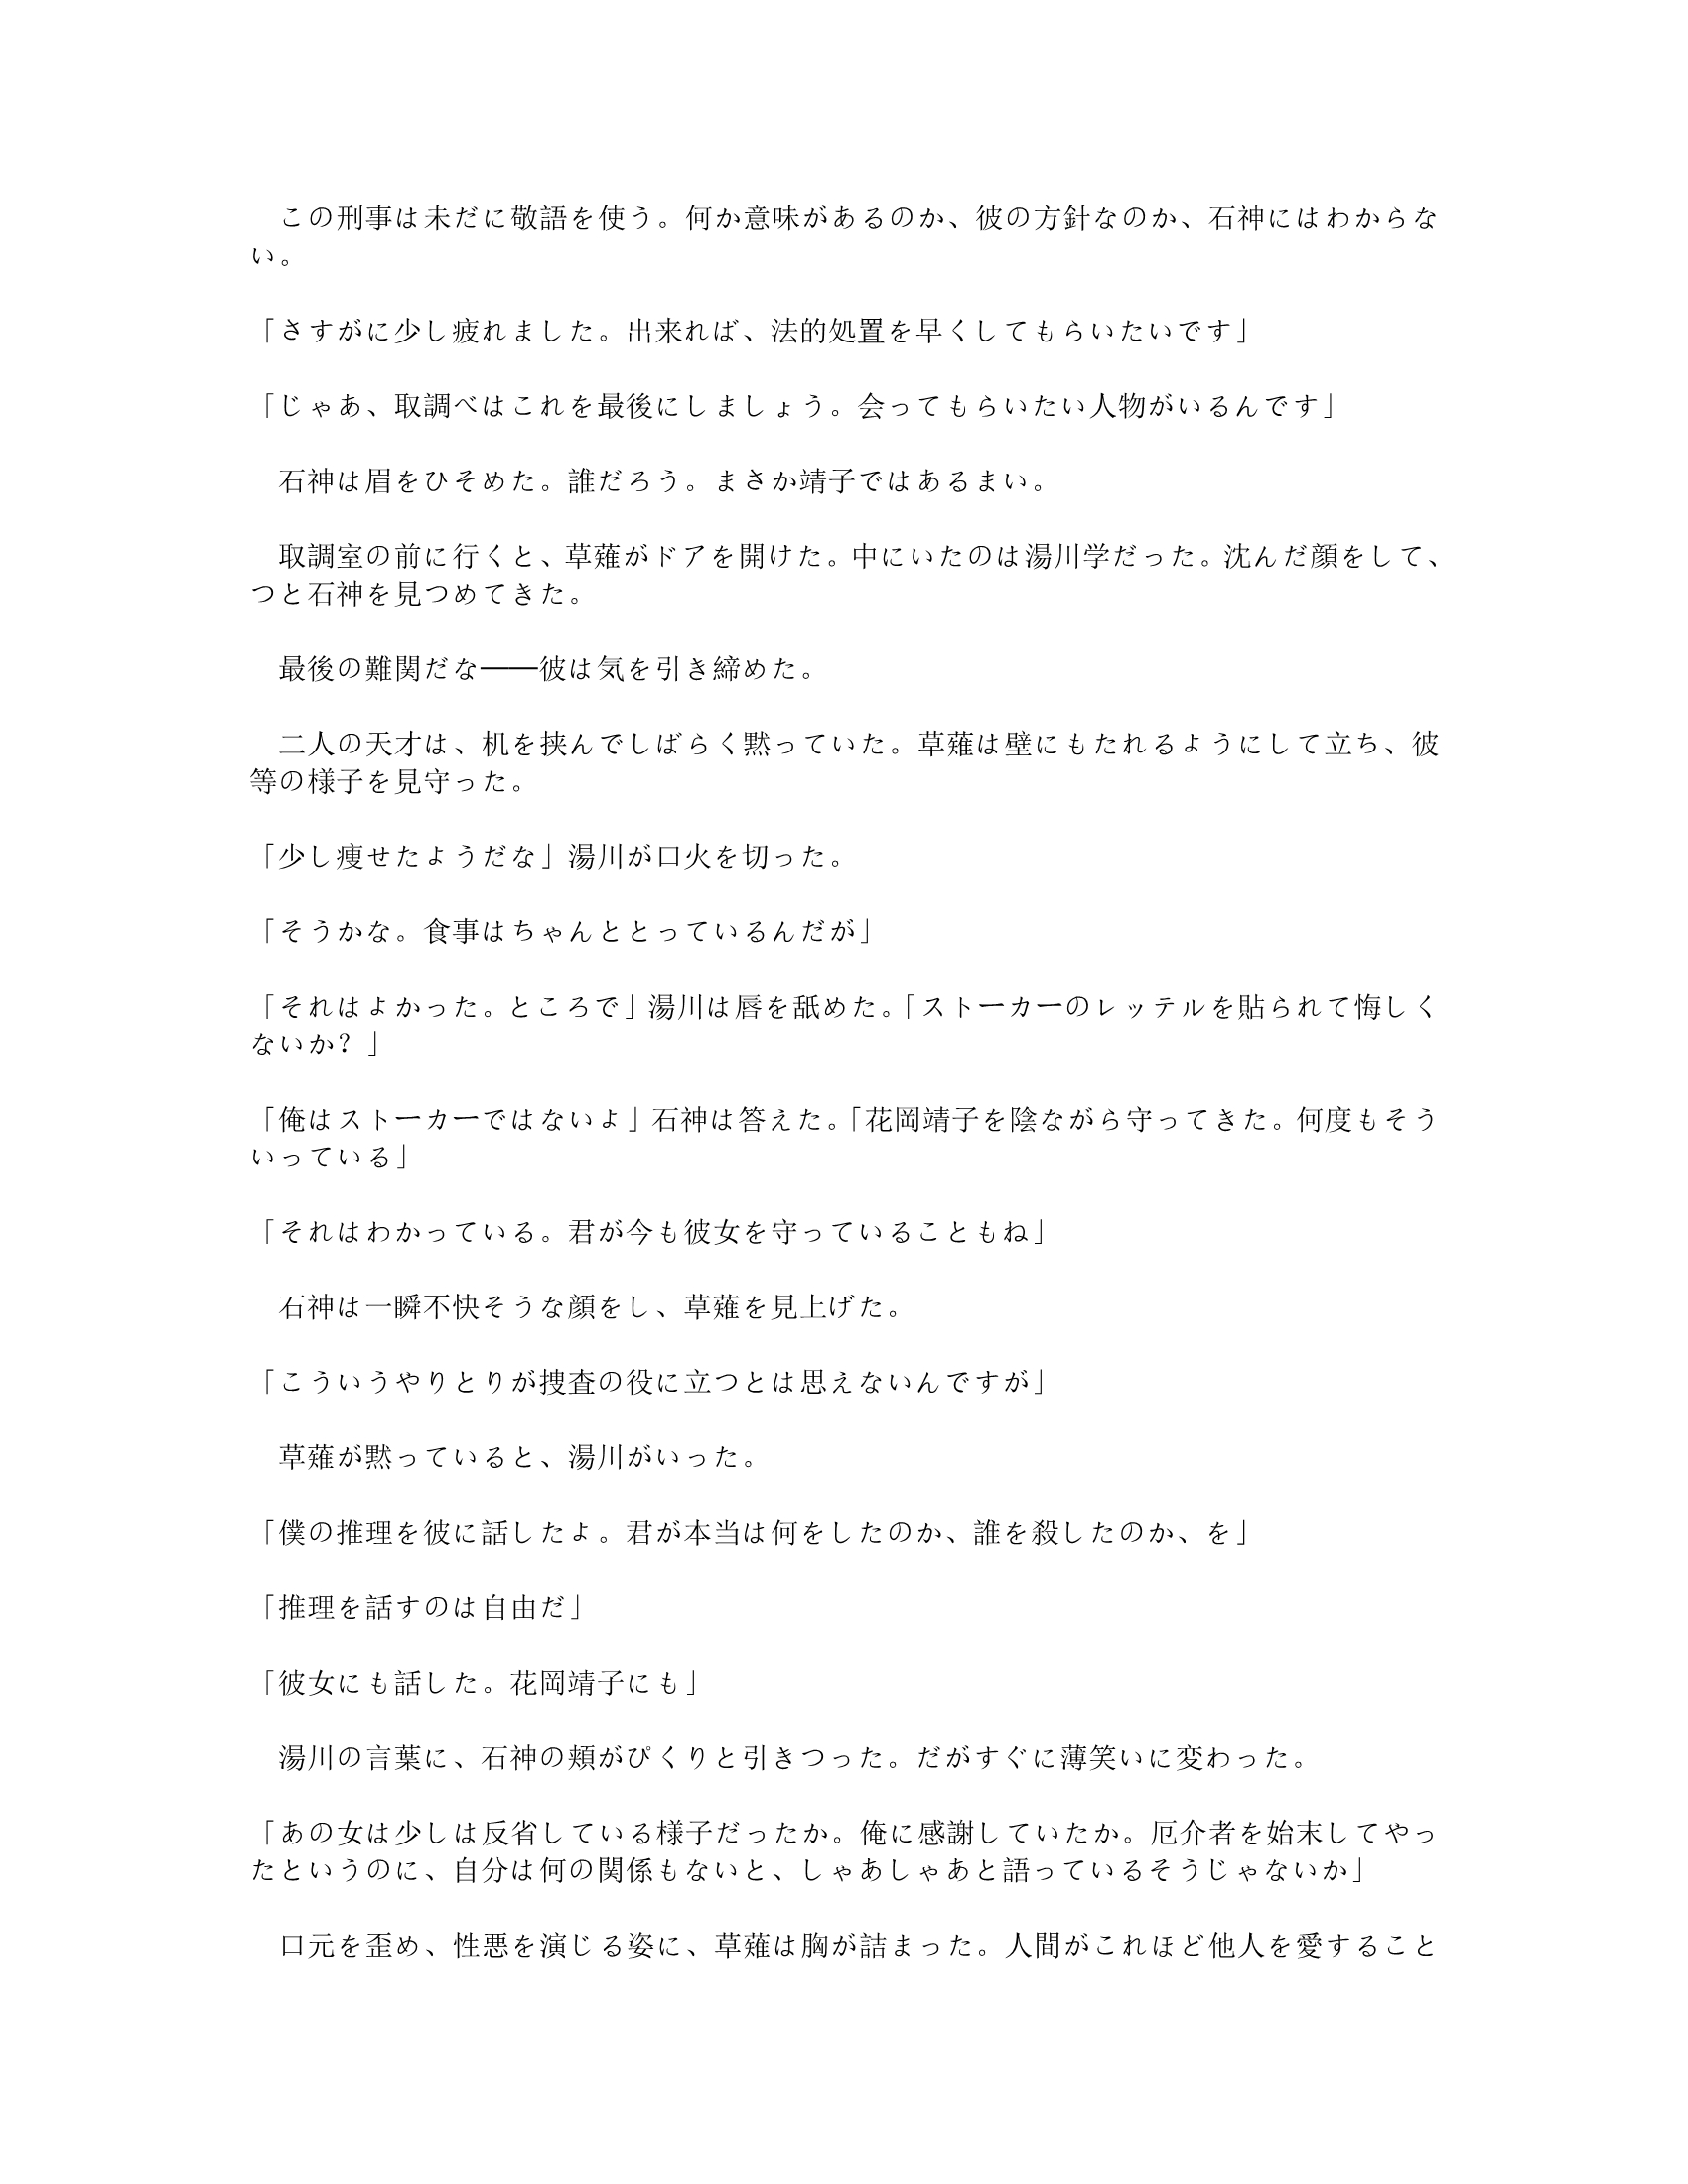 この刑事は未だに敬語を使う。何か意味があるのか、彼の方針なのか、石神にはわからな
い。
「さすがに少し疲れました。出来れば、法的処置を早くしてもらいたいです」
「じゃあ、取調べはこれを最後にしましょう。会ってもらいたい人物がいるんです」
　石神は眉をひそめた。誰だろう。まさか靖子ではあるまい。
　取調室の前に行くと、草薙がドアを開けた。中にいたのは湯川学だった。沈んだ顔をして、
つと石神を見つめてきた。
　最後の難関だな――彼は気を引き締めた。
　二人の天才は、机を挟んでしばらく黙っていた。草薙は壁にもたれるようにして立ち、彼
等の様子を見守った。
「少し痩せたようだな」湯川が口火を切った。
「そうかな。食事はちゃんととっているんだが」
「それはよかった。ところで」湯川は唇を舐めた。「ストーカーのレッテルを貼られて悔しく
ないか？」
「俺はストーカーではないよ」石神は答えた。「花岡靖子を陰ながら守ってきた。何度もそう
いっている」
「それはわかっている。君が今も彼女を守っていることもね」
　石神は一瞬不快そうな顔をし、草薙を見上げた。
「こういうやりとりが捜査の役に立つとは思えないんですが」
　草薙が黙っていると、湯川がいった。
「僕の推理を彼に話したよ。君が本当は何をしたのか、誰を殺したのか、を」
「推理を話すのは自由だ」
「彼女にも話した。花岡靖子にも」
　湯川の言葉に、石神の頬がぴくりと引きつった。だがすぐに薄笑いに変わった。
「あの女は少しは反省している様子だったか。俺に感謝していたか。厄介者を始末してやっ
たというのに、自分は何の関係もないと、しゃあしゃあと語っているそうじゃないか」
　口元を歪め、性悪を演じる姿に、草薙は胸が詰まった。人間がこれほど他人を愛すること